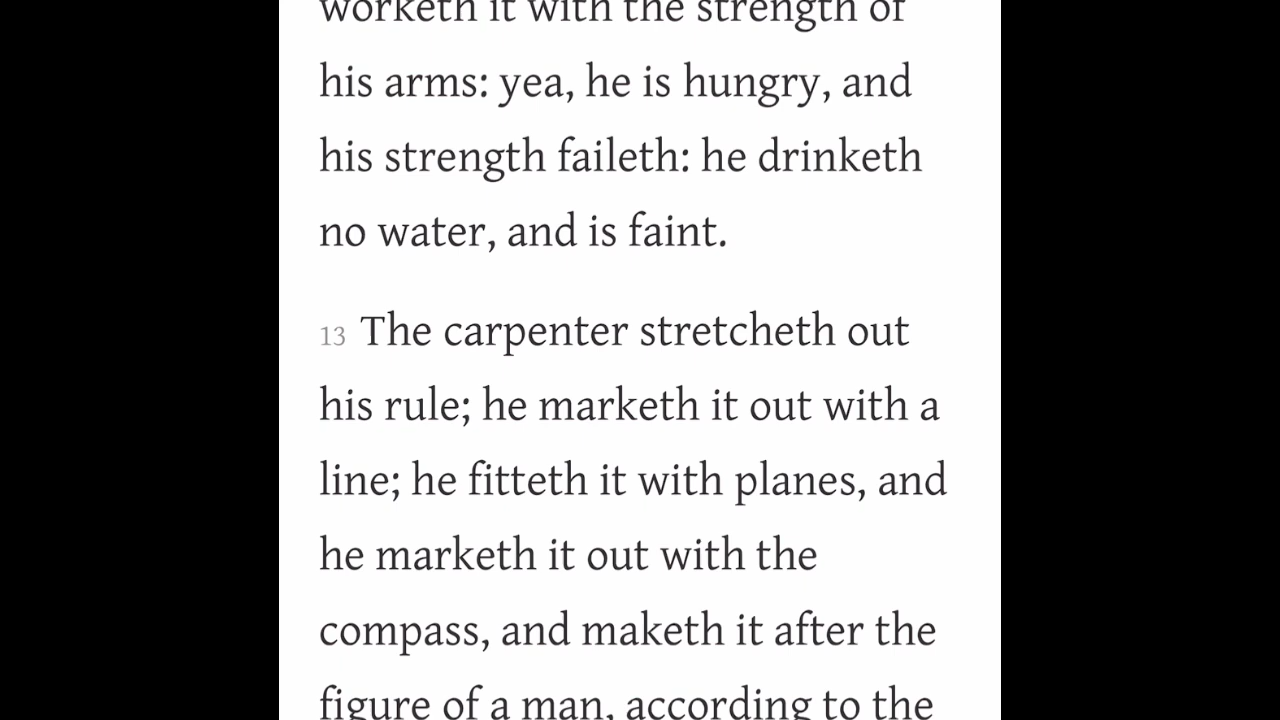 worketh it with the strength of
his arms: yea, he is hungry, and
his strength faileth: he drinketh
no water, and is faint.
13 The carpenter stretcheth out
his rule; he marketh it out with a
line; he fitteth it with planes, and
he marketh it out with the
compass, and maketh it after the
figure of a man, according to the